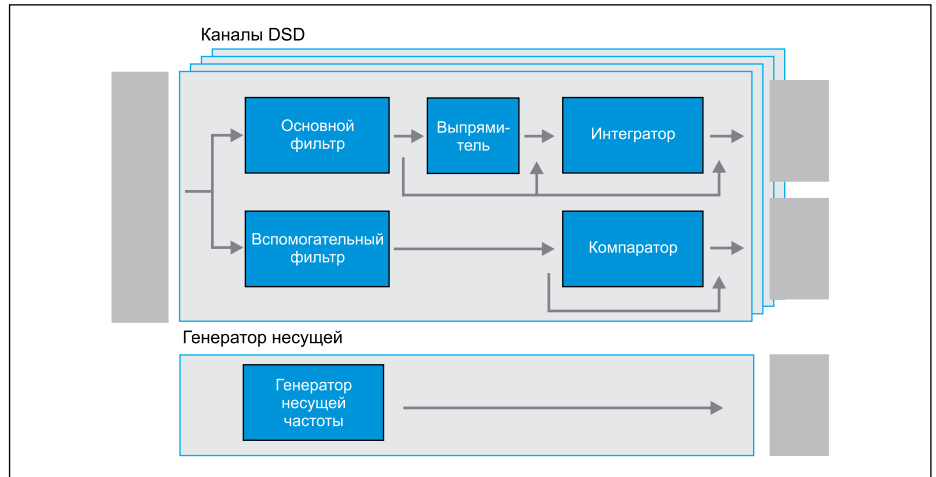 Каналы DSD
Основной
фильтр
Выпрями-
тель
Интегратор
Вспомогательный
фильтр
Компаратор
Генератор несущей
Генератор
несущей
частоты